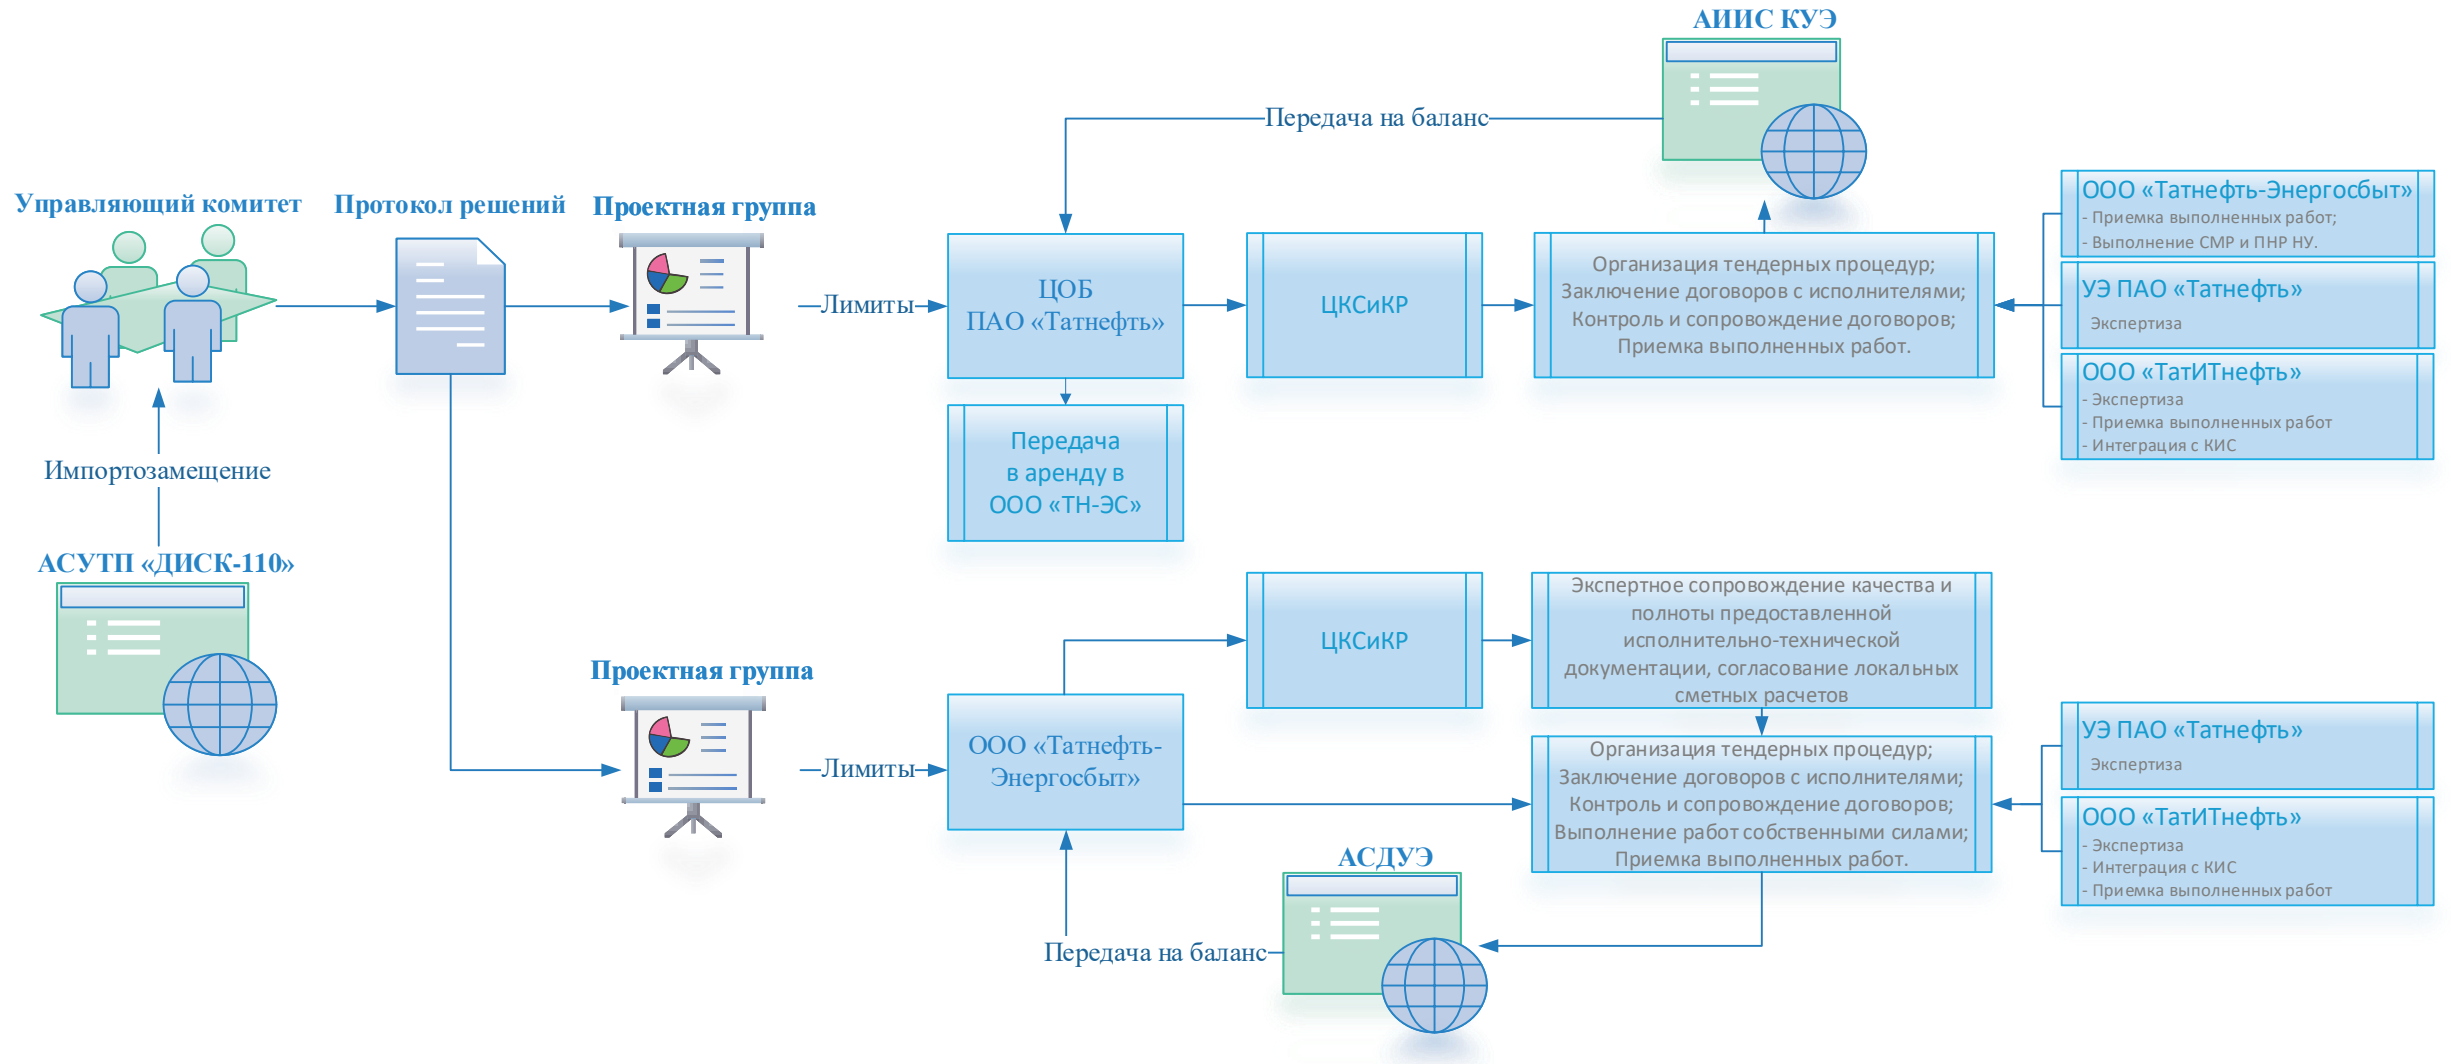 АИИС КУЭ
Передача на баланс
Управляющий комитет
Протокол решений
Проектная группа
Лимиты
ЦОБ
ПАО «Татнефть»
ЦКСиКР
Организация тендерных процедур;
Заключение договоров с исполнителями;
Контроль и сопровождение договоров;
Приемка выполненных работ.
ООО «Татнефть-Энергосбыт»
- Приемка выполненных работ;
- Выполнение СМР и ПНР НУ.
УЭ ПАО «Татнефть»
Экспертиза
ООО «ТатИТнефть»
- Экспертиза
- Приемка выполненных работ
- Интеграция с КИС
Передача
в аренду в
ООО «ТН-ЭС»
Импортозамещение
АСУТП «ДИСК-110»
Проектная группа
Лимиты
ООО «Татнефть-
Энергосбыт»
ЦКСиКР
Экспертное сопровождение качества и
полноты предоставленной
исполнительно-технической
документации, согласование локальных
сметных расчетов
Организация тендерных процедур;
Заключение договоров с исполнителями;
Контроль и сопровождение договоров;
Выполнение работ собственными силами;
Приемка выполненных работ.
УЭ ПАО «Татнефть»
Экспертиза
ООО «ТатИТнефть»
- Экспертиза
- Интеграция с КИС
- Приемка выполненных работ
АСДУЭ
Передача на баланс